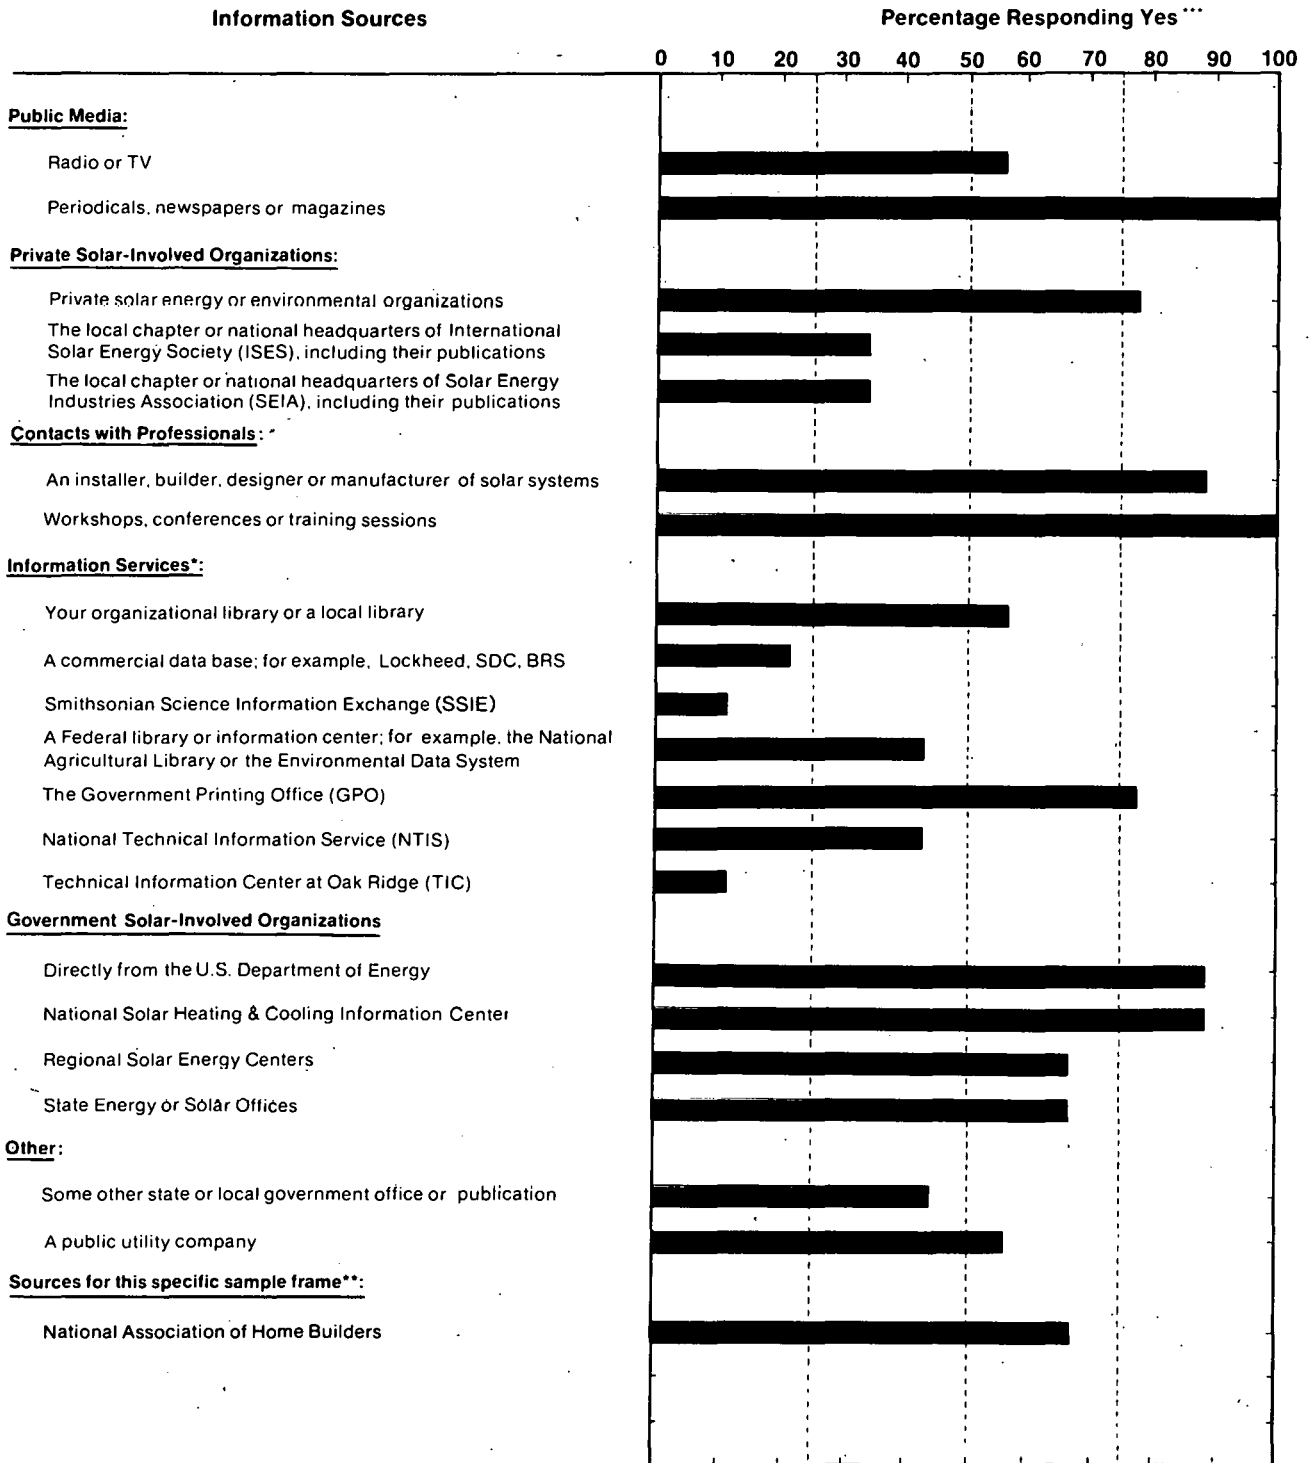 Information Sources
Percentage Responding Yes ***
0 10 20 30 40 50 60 70 80 90 100
Public Media:
Radio or TV
Periodicals, newspapers or magazines
Private Solar-Involved Organizations:
Private solar energy or environmental organizations
The local chapter or national headquarters of International
Solar Energy Society (ISES), including their publications
The local chapter or national headquarters of Solar Energy
Industries Association (SEIA), including their publications
Contacts with Professionals:
An installer, builder, designer or manufacturer of solar systems
Workshops, conferences or training sessions
Information Services*:
Your organizational library or a local library
A commercial data base; for example, Lockheed, SDC, BRS
Smithsonian Science Information Exchange (SSIE)
A Federal library or information center; for example, the National
Agricultural Library or the Environmental Data System
The Government Printing Office (GPO)
National Technical Information Service (NTIS)
Technical Information Center at Oak Ridge (TIC)
Government Solar-Involved Organizations
Directly from the U.S. Department of Energy
National Solar Heating & Cooling Information Center
Regional Solar Energy Centers
State Energy or Solar Offices
Other:
Some other state or local government office or publication
A public utility company
Sources for this specific sample frame**:
National Association of Home Builders